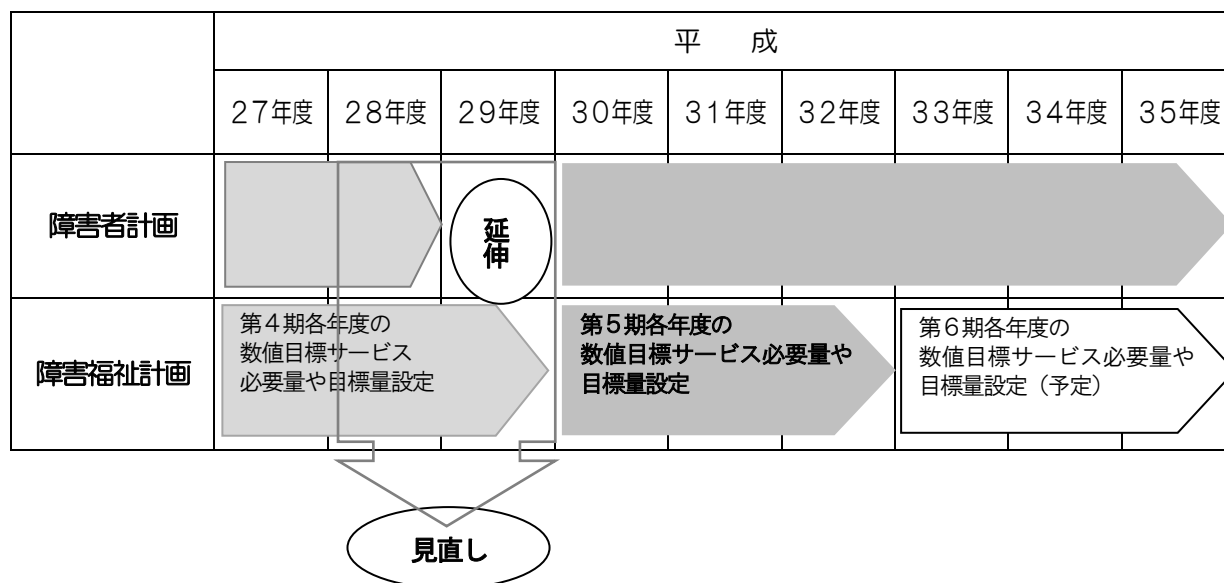 平　成
２７年度 ２８年度 ２９年度 ３０年度 ３１年度 ３２年度 ３３年度 ３４年度 ３５年度
障害者計画
延
伸
障害福祉計画
第４期各年度の
数値目標サービス
必要量や目標量設定
第５期各年度の
数値目標サービス必要量や
目標量設定
第６期各年度の
数値目標サービス必要量や
目標量設定（予定）
見直し